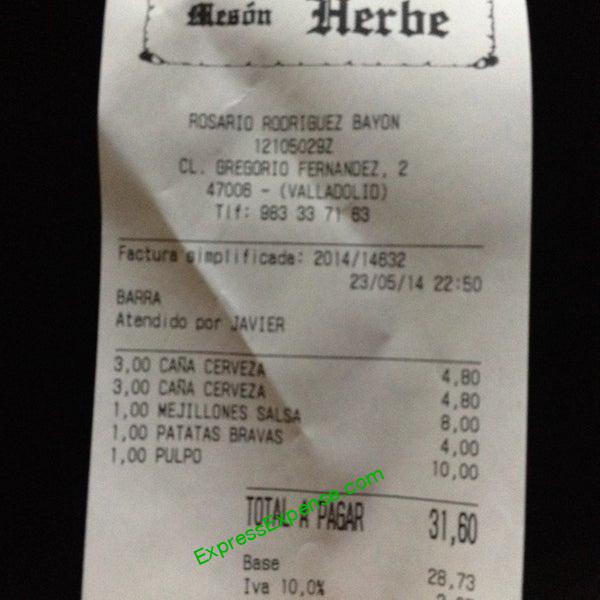 Mesón Herbe
ROSARIO RODRIGUEZ BAYON
12105029Z
CL. GREGORIO FERNANDEZ, 2
47006 - (VALLADOLID)
Tlf: 983 33 71 63
Factura simplificada: 2014/14632
23/05/14 22:50
BARRA
Atendido por JAVIER
3,00 CAÑA CERVEZA 4,80
3,00 CAÑA CERVEZA 4,80
1,00 MEJILLONES SALSA 8,00
1,00 PATATAS BRAVAS 4,00
1,00 PULPO 10,00
TOTAL A PAGAR 31,60
ExpressExpense.com
Base 28,73
Iva 10,0%